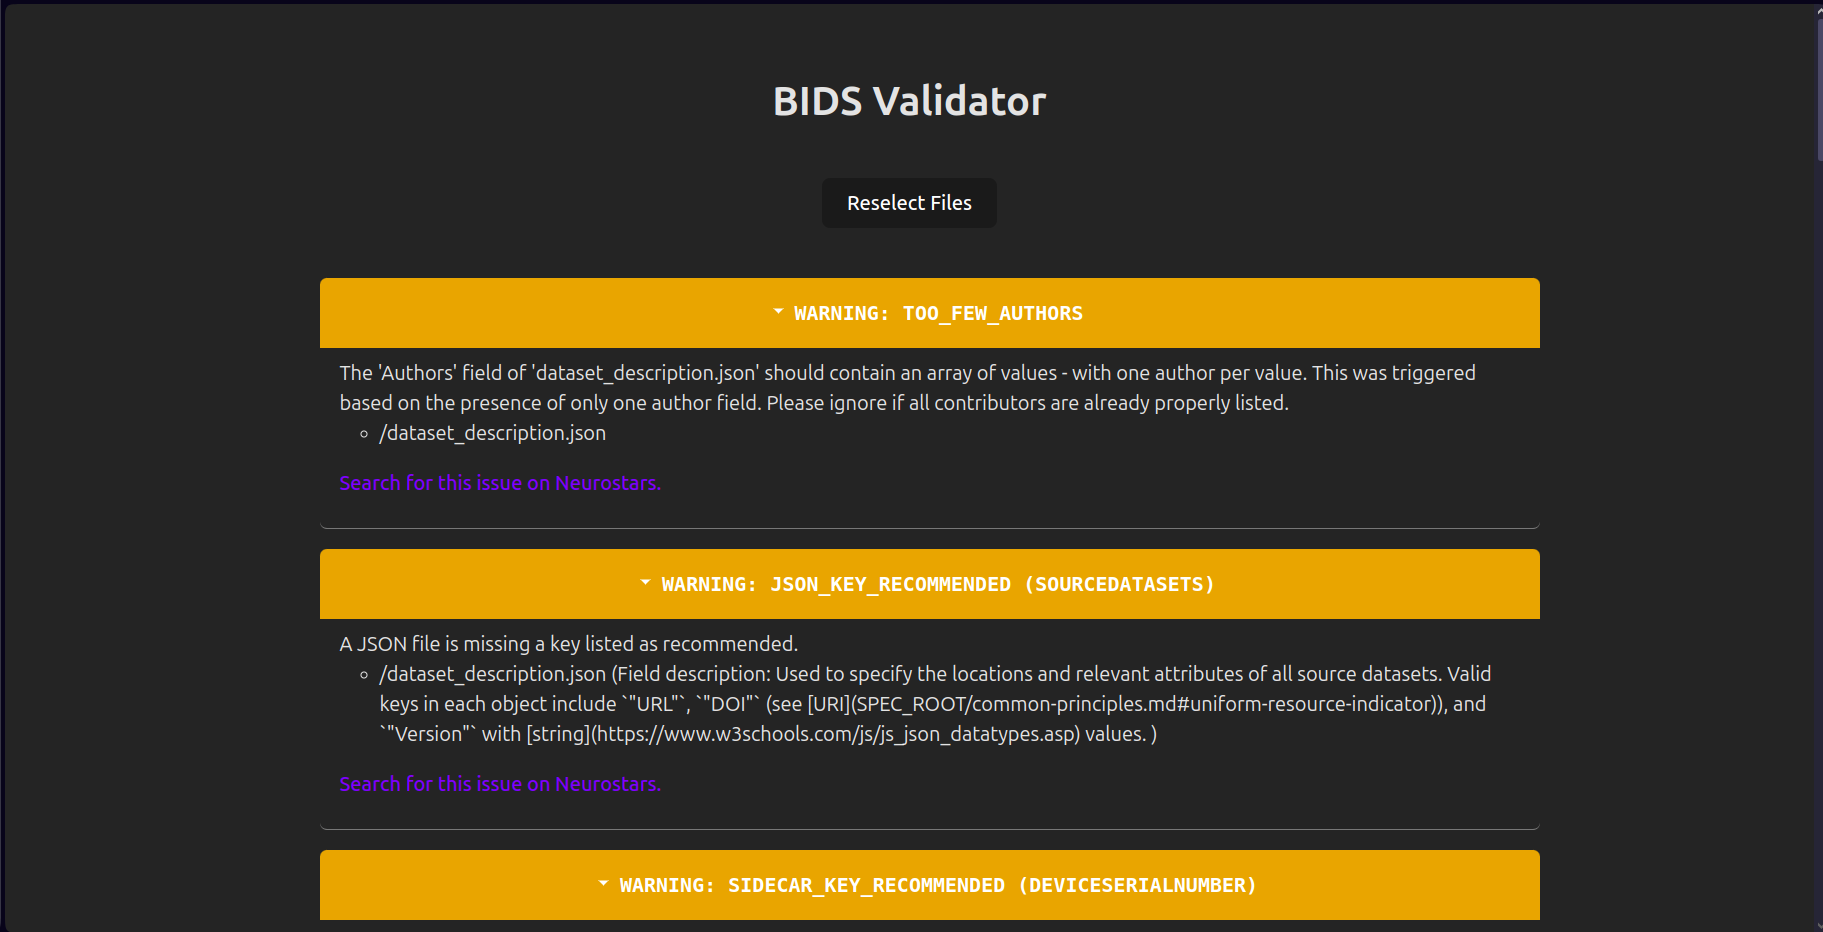 BIDS Validator
Reselect Files
WARNING: TOO_FEW_AUTHORS
The 'Authors' field of 'dataset_description.json' should contain an array of values - with one author per value. This was triggered
based on the presence of only one author field. Please ignore if all contributors are already properly listed.
/dataset_description.json
Search for this issue on Neurostars.
WARNING: JSON_KEY_RECOMMENDED (SOURCEDATASETS)
A JSON file is missing a key listed as recommended.
/dataset_description.json (Field description: Used to specify the locations and relevant attributes of all source datasets. Valid
keys in each object include `"URL"`, `"DOI"` (see [URI](SPEC_ROOT/common-principles.md#uniform-resource-indicator)), and
`"Version"` with [string](https://www.w3schools.com/js/js_json_datatypes.asp) values. )
Search for this issue on Neurostars.
WARNING: SIDECAR_KEY_RECOMMENDED (DEVICESERIALNUMBER)